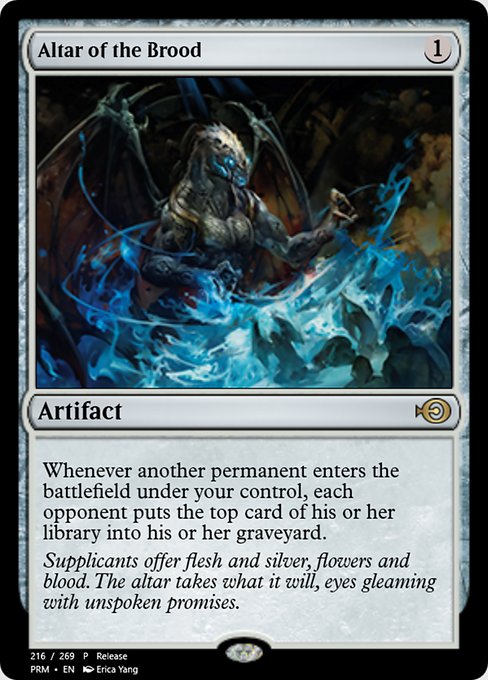 Altar of the Brood 1
Artifact
Whenever another permanent enters the
battlefield under your control, each
opponent puts the top card of his or her
library into his or her graveyard.
Supplicants offer flesh and silver, flowers and
blood. The altar takes what it will, eyes gleaming
with unspoken promises.
216 / 269 P Release
PRM • EN Erica Yang